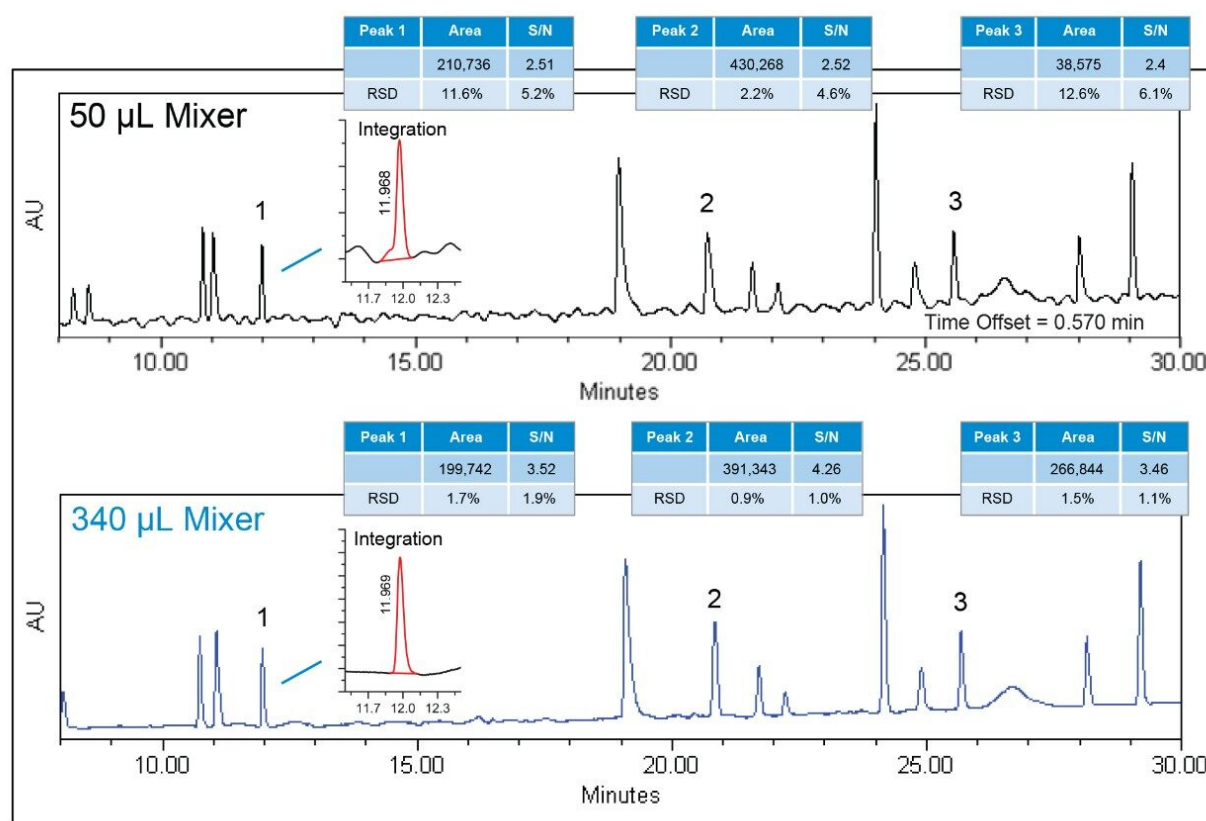 Peak 1 Area S/N
210,736 2.51
RSD 11.6% 5.2%
Peak 2 Area S/N
430,268 2.52
RSD 2.2% 4.6%
Peak 3 Area S/N
38,575 2.4
RSD 12.6% 6.1%
50 µL Mixer
Integration
11.968
11.7 12.0 12.3
1
2
3
AU
Time Offset = 0.570 min
10.00 15.00 20.00 25.00 30.00
Minutes
Peak 1 Area S/N
199,742 3.52
RSD 1.7% 1.9%
Peak 2 Area S/N
391,343 4.26
RSD 0.9% 1.0%
Peak 3 Area S/N
266,844 3.46
RSD 1.5% 1.1%
340 µL Mixer
Integration
11.969
11.7 12.0 12.3
1
2
3
AU
10.00 15.00 20.00 25.00 30.00
Minutes